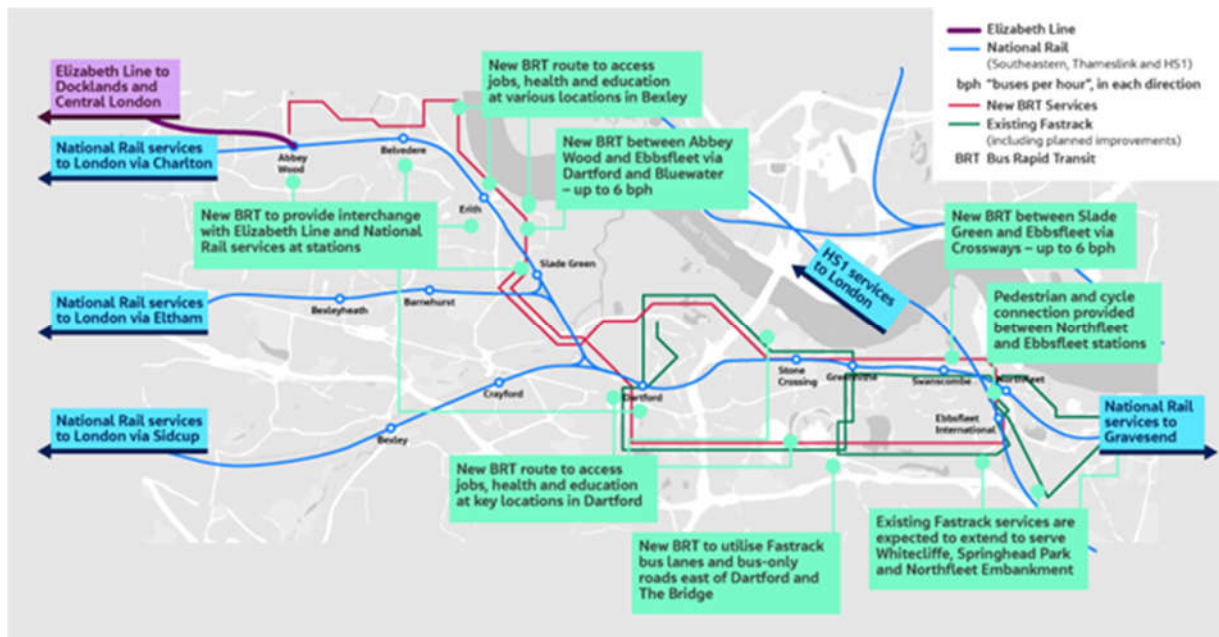 Elizabeth Line
National Rail
(Southeastern, Thameslink and HS1)
bph "buses per hour", in each direction
New BRT Services
Existing Fastrack
(including planned improvements)
BRT Bus Rapid Transit
Elizabeth Line to
Docklands and
Central London
National Rail services
to London via Charlton
New BRT route to access
jobs, health and education
at various locations in Bexley
New BRT between Abbey
Wood and Ebbsfleet via
Dartford and Bluewater
– up to 6 bph
Abbey
Wood
Belvedere
Erith
New BRT to provide interchange
with Elizabeth Line and National
Rail services at stations
Slade Green
New BRT between Slade
Green and Ebbsfleet via
Crossways – up to 6 bph
HS1 services
to London
Pedestrian and cycle
connection provided
between Northfleet
and Ebbsfleet stations
National Rail services
to London via Eltham
Bexleyheath
Barnehurst
Stone
Crossing
Greenhithe
Swanscombe
Northfleet
Crayford
Dartford
Bexley
Ebbsfleet
International
National Rail services
to London via Sidcup
National Rail
services to
Gravesend
New BRT route to access
jobs, health and education
at key locations in Dartford
New BRT to utilise Fastrack
bus lanes and bus-only
roads east of Dartford and
The Bridge
Existing Fastrack services are
expected to extend to serve
Whitecliffe, Springhead Park
and Northfleet Embankment